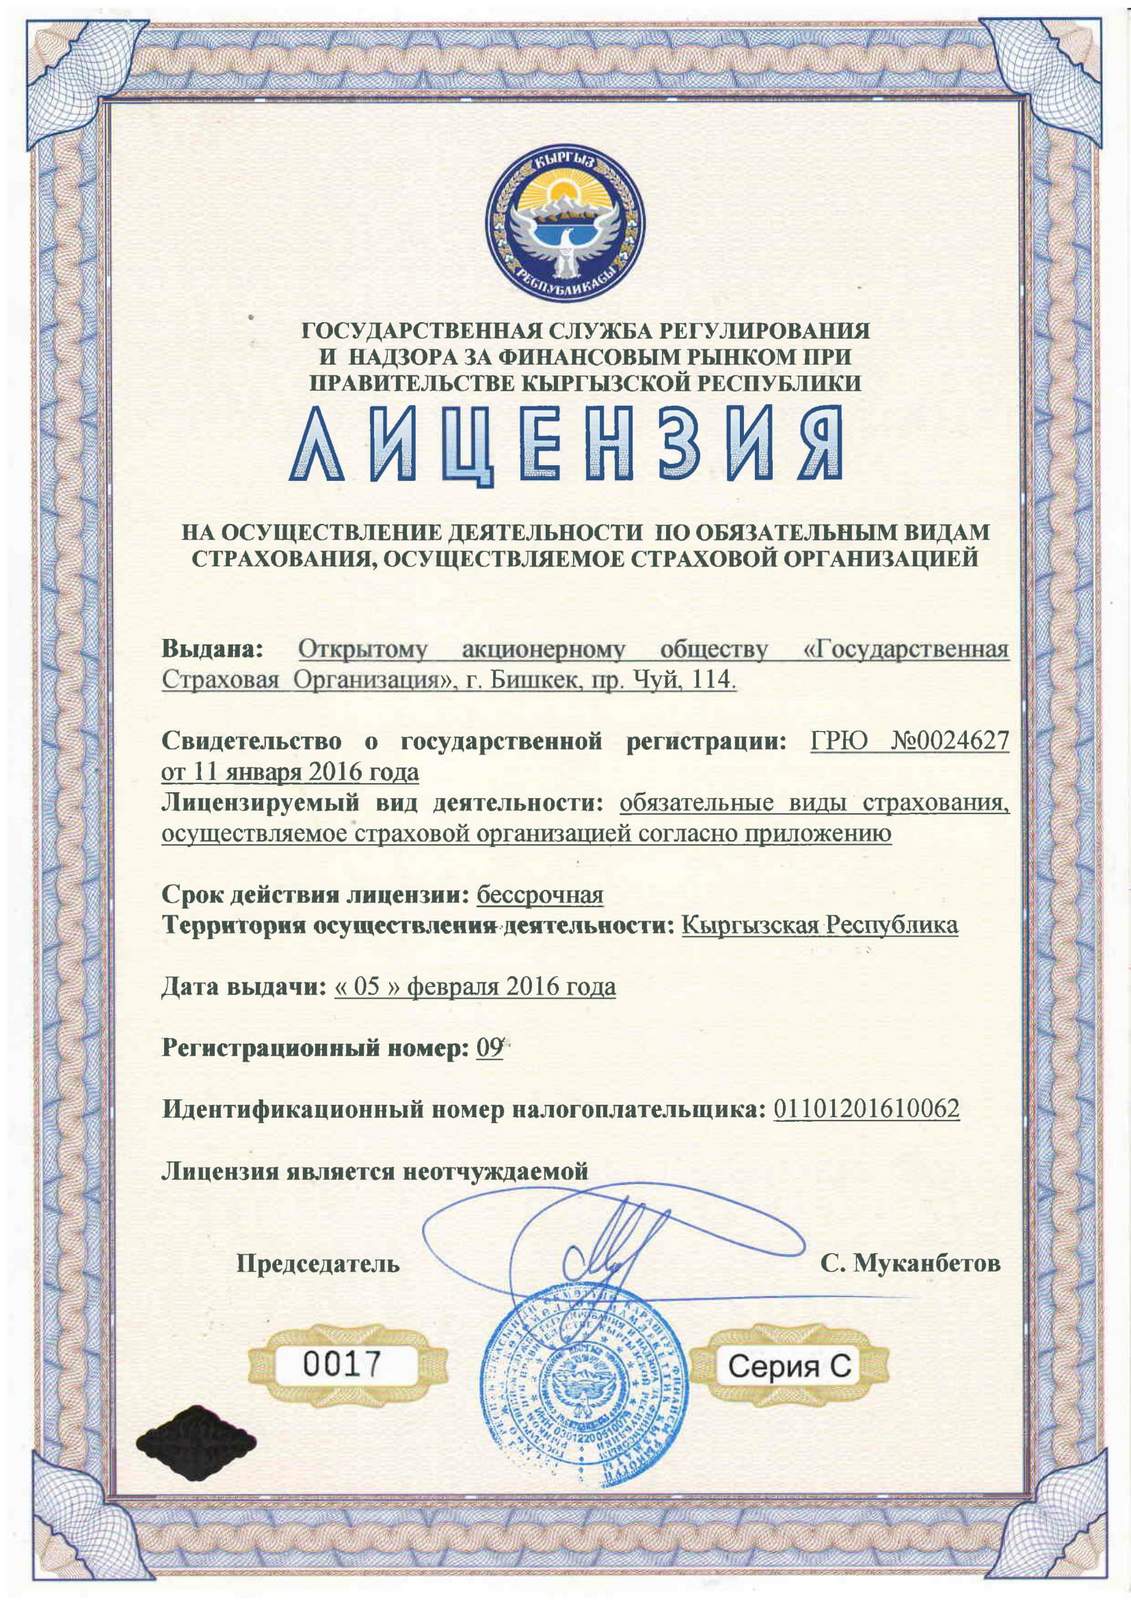 КЫРГЫЗ
РЕСПУБЛИКАСЫ
ГОСУДАРСТВЕННАЯ СЛУЖБА РЕГУЛИРОВАНИЯ
И НАДЗОРА ЗА ФИНАНСОВЫМ РЫНКОМ ПРИ
ПРАВИТЕЛЬСТВЕ КЫРГЫЗСКОЙ РЕСПУБЛИКИ
ЛИЦЕНЗИЯ
НА ОСУЩЕСТВЛЕНИЕ ДЕЯТЕЛЬНОСТИ ПО ОБЯЗАТЕЛЬНЫМ ВИДАМ
СТРАХОВАНИЯ, ОСУЩЕСТВЛЯЕМОЕ СТРАХОВОЙ ОРГАНИЗАЦИЕЙ
Выдана: Открытому акционерному обществу «Государственная
Страховая Организация», г. Бишкек, пр. Чуй, 114.
Свидетельство о государственной регистрации: ГРЮ №0024627
от 11 января 2016 года
Лицензируемый вид деятельности: обязательные виды страхования,
осуществляемое страховой организацией согласно приложению
Срок действия лицензии: бессрочная
Территория осуществления деятельности: Кыргызская Республика
Дата выдачи: « 05 » февраля 2016 года
Регистрационный номер: 09
Идентификационный номер налогоплательщика: 01101201610062
Лицензия является неотчуждаемой
Председатель С. Муканбетов
0017 Серия С